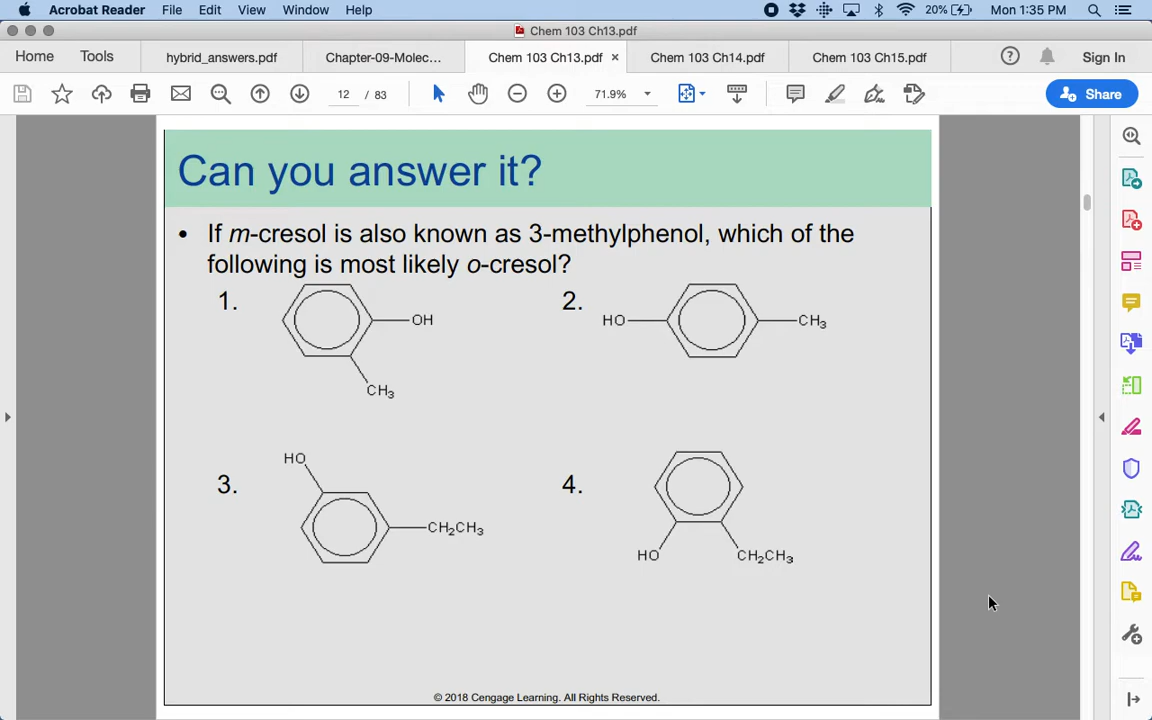 Acrobat Reader File Edit View Window Help 20% Mon 1:35 PM
Chem 103 Ch13.pdf
Home Tools hybrid_answers.pdf Chapter-09-Molec... Chem 103 Ch13.pdf × Chem 103 Ch14.pdf Chem 103 Ch15.pdf Sign In
12 / 83 71.9% Share
Can you answer it?
• If m-cresol is also known as 3-methylphenol, which of the
following is most likely o-cresol?
1. OH
CH3
2. HO CH3
3. HO
CH2CH3
4. HO CH2CH3
© 2018 Cengage Learning. All Rights Reserved.